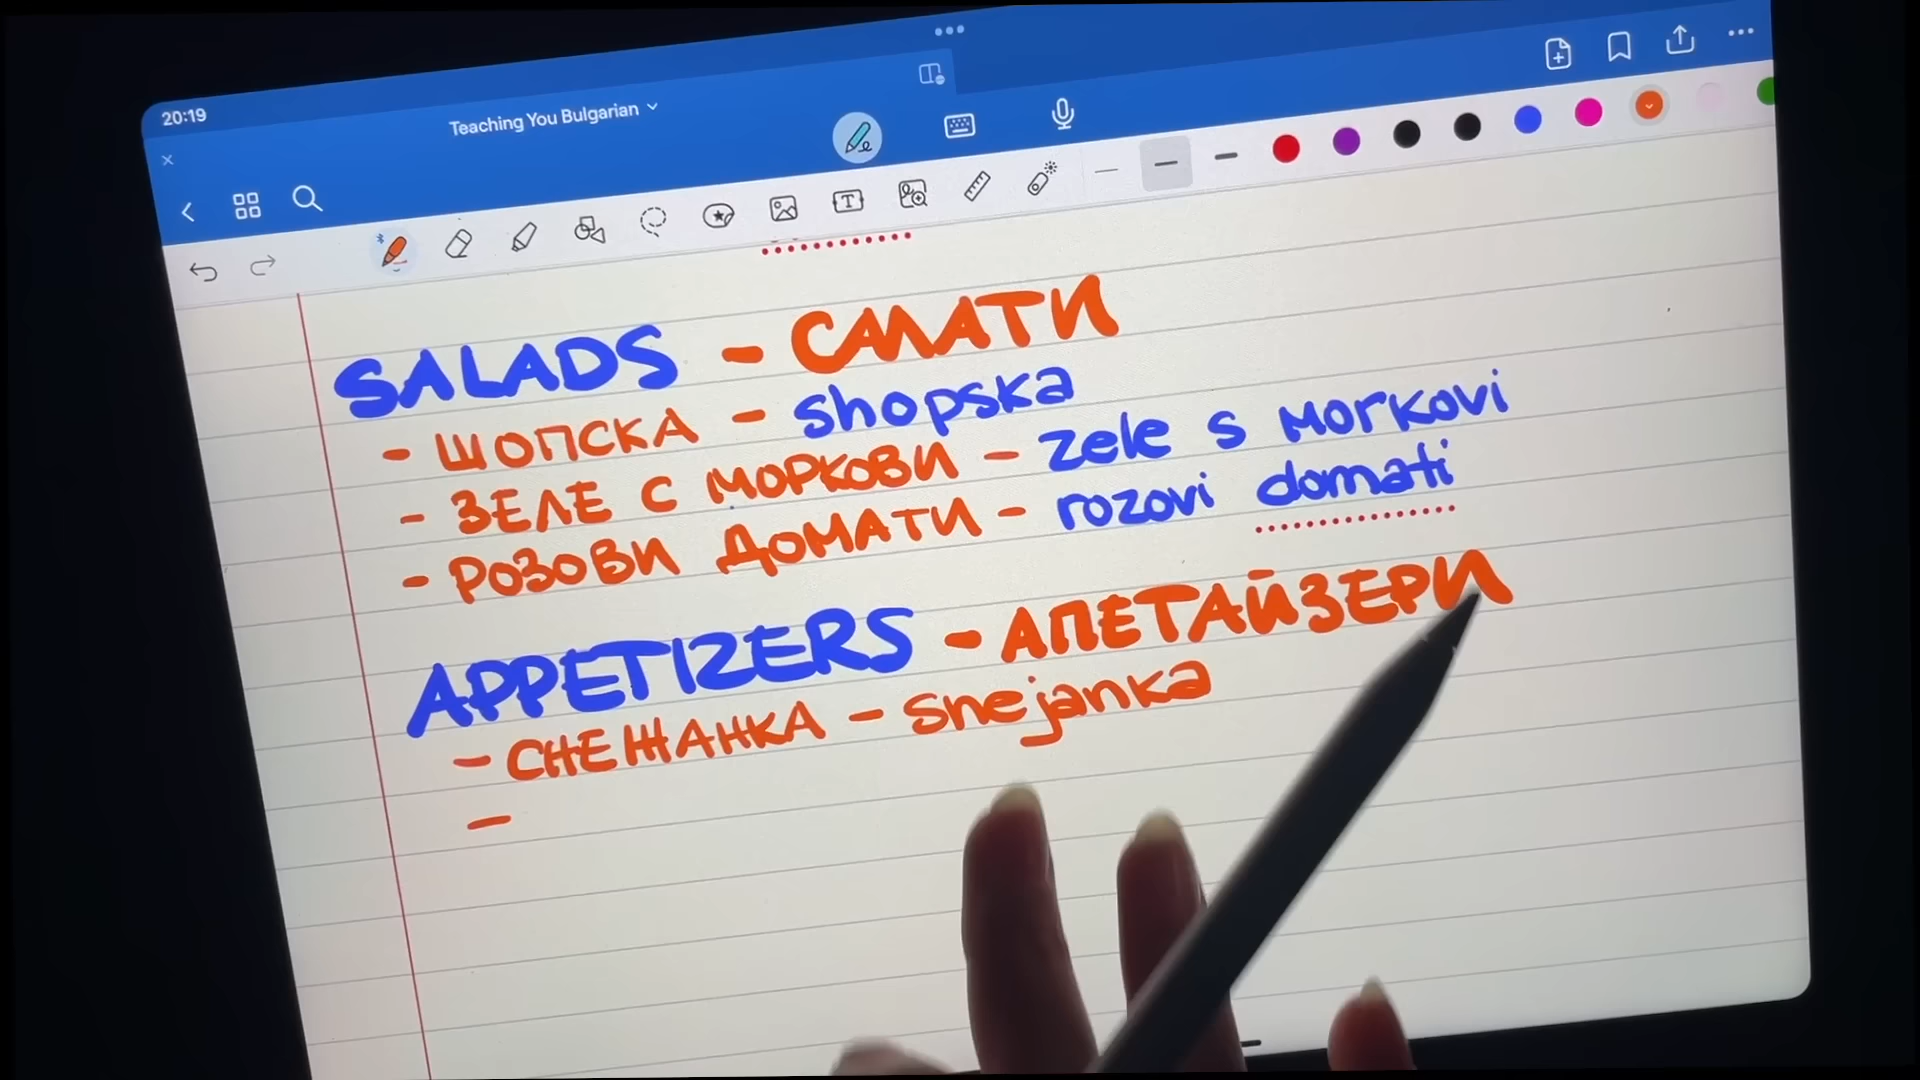 20:19
Teaching You Bulgarian
SALADS - САЛАТИ
- ШОПСКА - shopska
- ЗЕЛЕ С МОРКОВИ - zele s morkovi
- РОЗОВИ ДОМАТИ - rozovi domati
APPETIZERS - АПЕТАЙЗЕРИ
- СНЕЖАНКА - snejanka
-